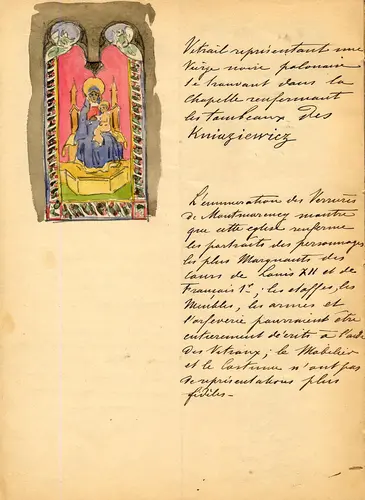 Vitrail représentant une
Vierge noire polonaise
se trouvant dans la
chapelle renfermant
les tombeaux des
Kniaziewicz
L'énumération des Verrières
de Montmorency montre
que cette église renferme
les portraits des personnages
les plus Marquants des
cours de Louis XII et de
Français 1er; les étoffes, les
Meubles, les armes et
l'orfèverie pourraient être
entièrement décrits à l'aide
des Vitraux; le Mobilier
et le Costume n'ont pas
de représentations plus
fidèles-